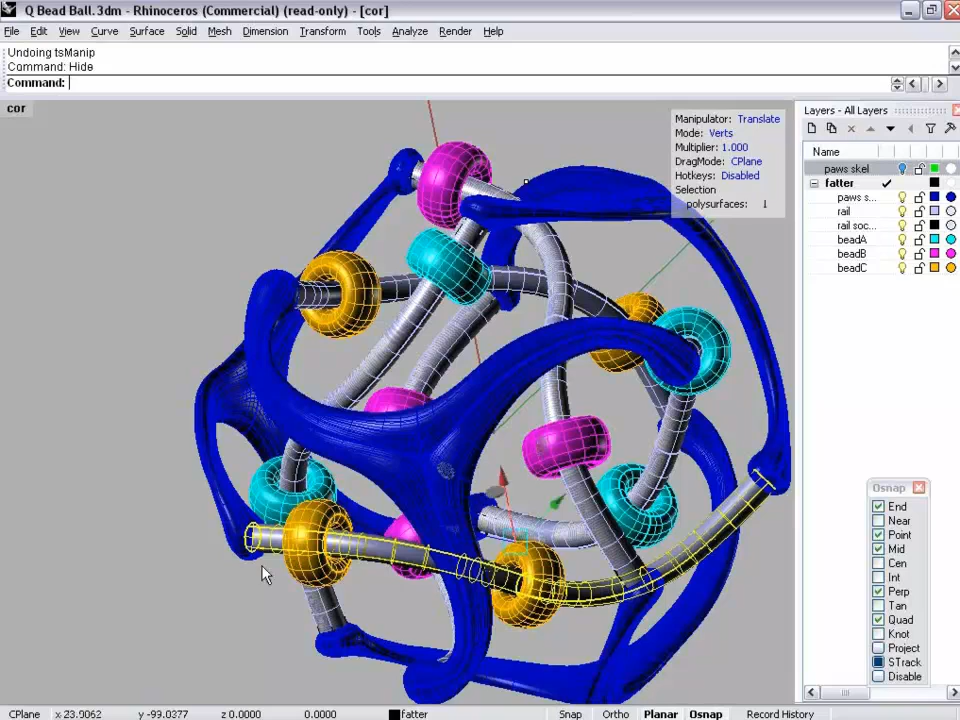 Q Bead Ball.3dm - Rhinoceros (Commercial) (read-only) - [cor]
File Edit View Curve Surface Solid Mesh Dimension Transform Tools Analyze Render Help
Undoing tsManip
Command: Hide
Command:
cor
Manipulator: Translate
Mode: Verts
Multiplier: 1.000
DragMode: CPlane
Hotkeys: Disabled
Selection
polysurfaces: 1
Layers - All Layers
Name
paws skel
fatter
paws s...
rail
rail soc...
beadA
beadB
beadC
Osnap
End
Near
Point
Mid
Cen
Int
Perp
Tan
Quad
Knot
Project
STrack
Disable
CPlane x 23.9062 y -99.0377 z 0.0000 0.0000 fatter Snap Ortho Planar Osnap Record History